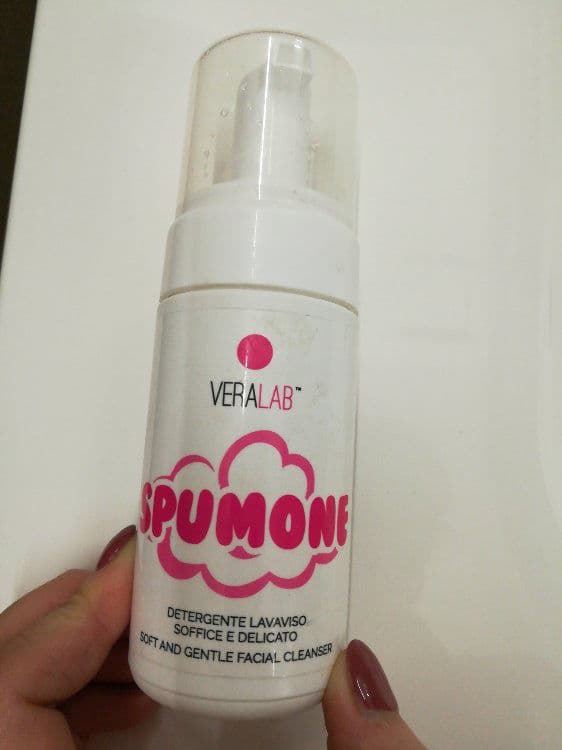 VERALAB™
SPUMONE
DETERGENTE LAVAVISO
SOFFICE E DELICATO
SOFT AND GENTLE FACIAL CLEANSER